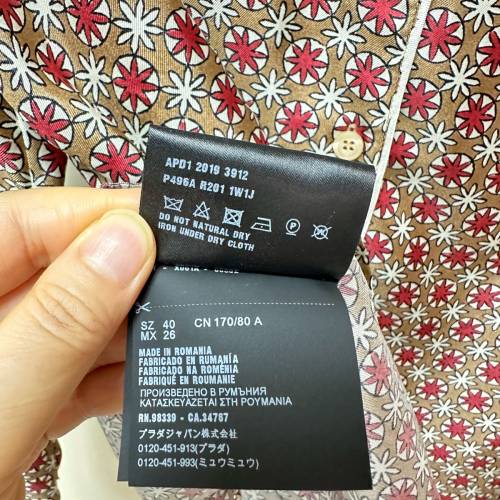 APD1 2019 3912
P496A R201 1W1J
DO NOT NATURAL DRY
IRON UNDER DRY CLOTH
SZ 40 CN 170/80 A
MX 26
MADE IN ROMANIA
FABRICADO EN RUMANÍA
FABRICADO NA ROMÉNIA
FABRIQUÉ EN ROUMANIE
ПРОИЗВЕДЕНО В РУМЪНИЯ
ΚΑΤΑΣΚΕΥΑΖΕΤΑΙ ΣΤΗ ΡΟΥΜΑΝΙΑ
RN.98339 - CA.34767
プラダジャパン株式会社
0120-451-913(プラダ)
0120-451-993(ミュウミュウ)